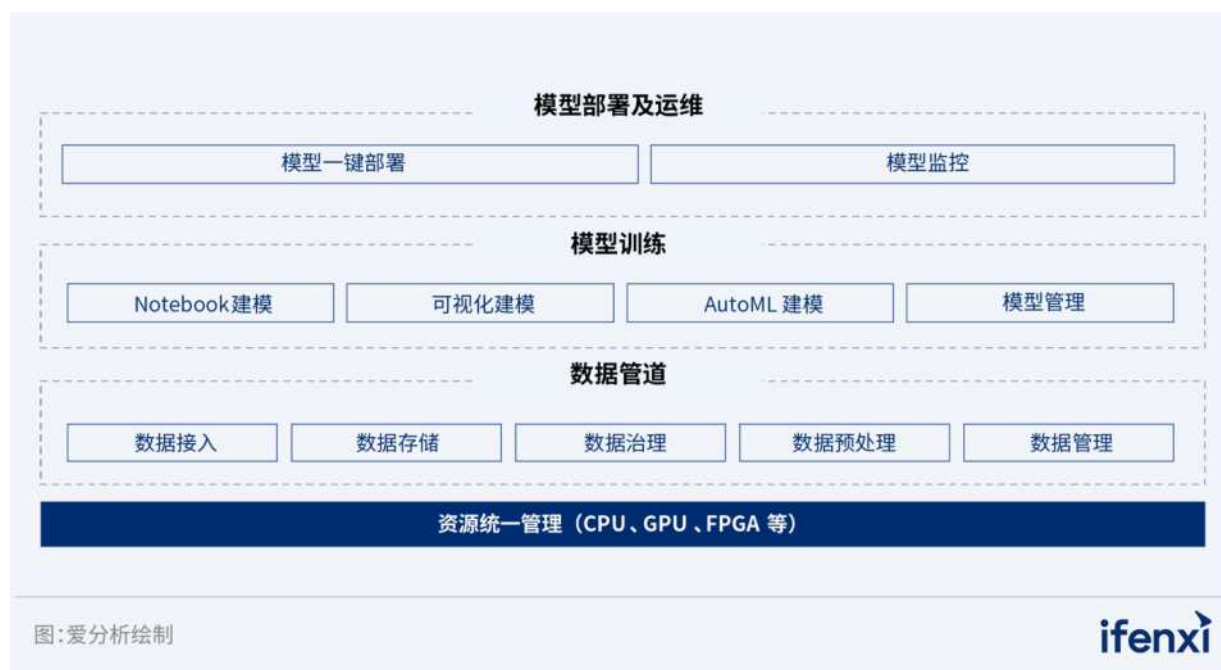 模型部署及运维
模型一键部署 模型监控
模型训练
Notebook建模 可视化建模 AutoML 建模 模型管理
数据管道
数据接入 数据存储 数据治理 数据预处理 数据管理
资源统一管理（CPU、GPU、FPGA 等）
图:爱分析绘制
ifenxi